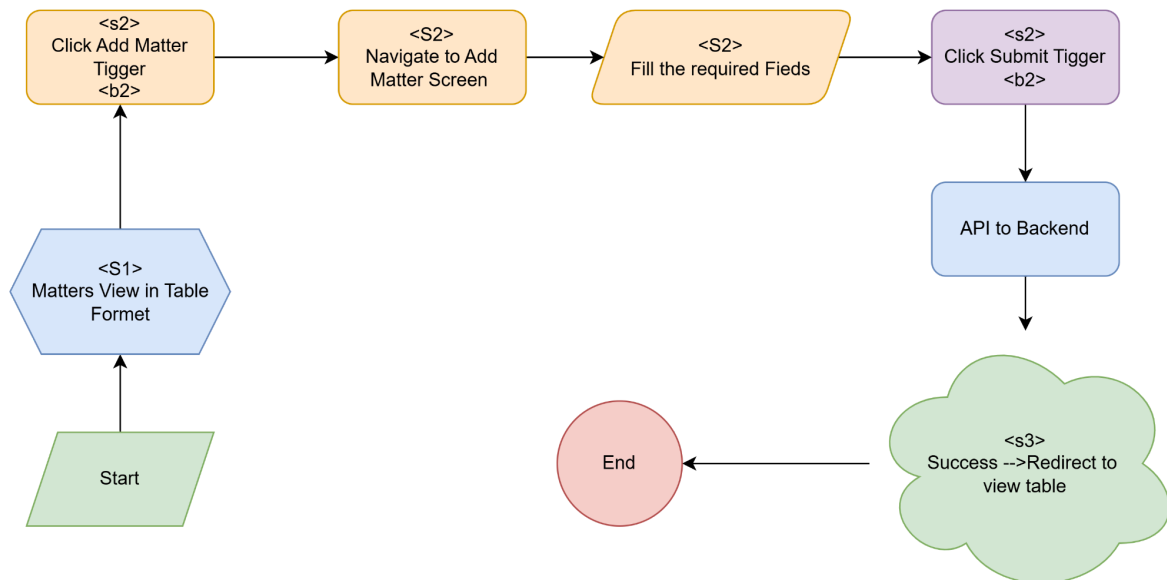 <s2>
Click Add Matter
Tigger
<b2>
<S2>
Navigate to Add
Matter Screen
<S2>
Fill the required Fieds
<s2>
Click Submit Tigger
<b2>
<S1>
Matters View in Table
Formet
API to Backend
Start
End
<s3>
Success -->Redirect to
view table